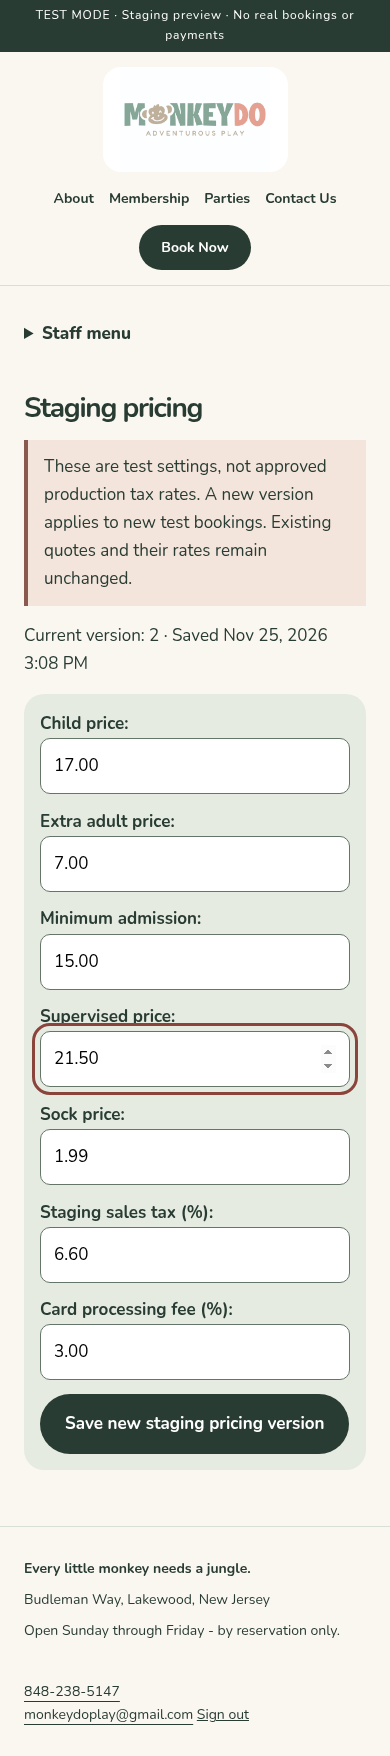 TEST MODE · Staging preview · No real bookings or
payments
MONKEYDO
ADVENTUROUS PLAY
About Membership Parties Contact Us
Book Now
Staff menu
Staging pricing
These are test settings, not approved
production tax rates. A new version
applies to new test bookings. Existing
quotes and their rates remain
unchanged.
Current version: 2 · Saved Nov 25, 2026
3:08 PM
Child price:
17.00
Extra adult price:
7.00
Minimum admission:
15.00
Supervised price:
21.50
Sock price:
1.99
Staging sales tax (%):
6.60
Card processing fee (%):
3.00
Save new staging pricing version
Every little monkey needs a jungle.
Budleman Way, Lakewood, New Jersey
Open Sunday through Friday - by reservation only.
848-238-5147
monkeydoplay@gmail.com Sign out